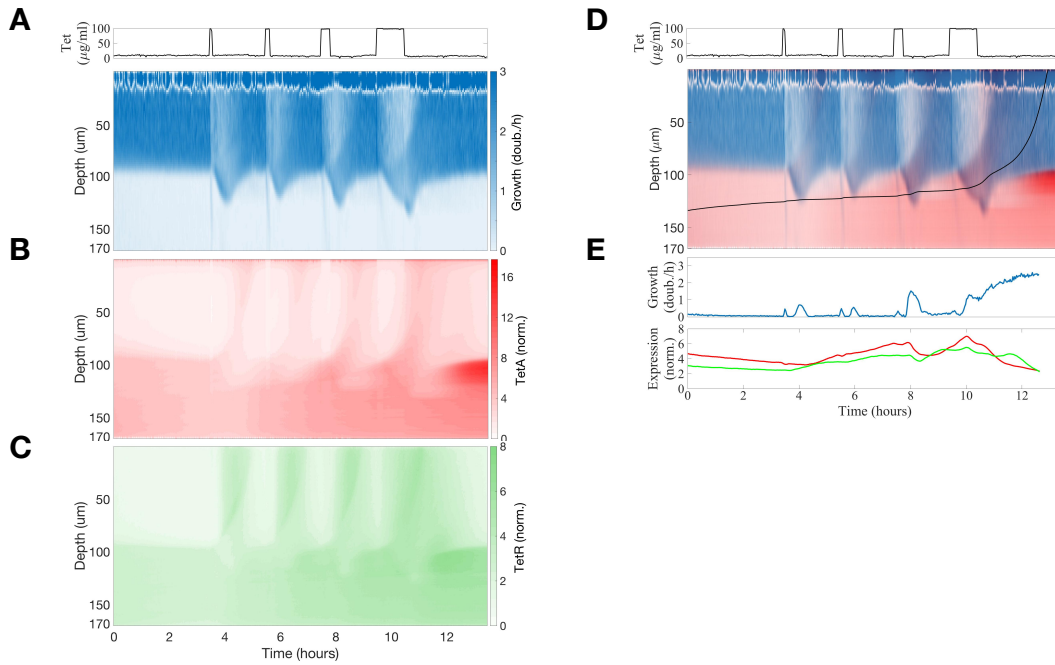 A
Tet
(μg/ml)
100
50
0
Depth (um)
50
100
150
170
3
2
1
0
Growth (doub./h)
B
Depth (um)
50
100
150
170
16
12
8
4
0
TetA (norm.)
C
Depth (um)
50
100
150
170
8
6
4
2
0
TetR (norm.)
0 2 4 6 8 10 12
Time (hours)
D
Tet
(μg/ml)
100
50
0
Depth (μm)
50
100
150
170
E
Growth
(doub./h)
3
2
1
0
Expression
(norm.)
8
6
4
2
0
0 2 4 6 8 10 12
Time (hours)